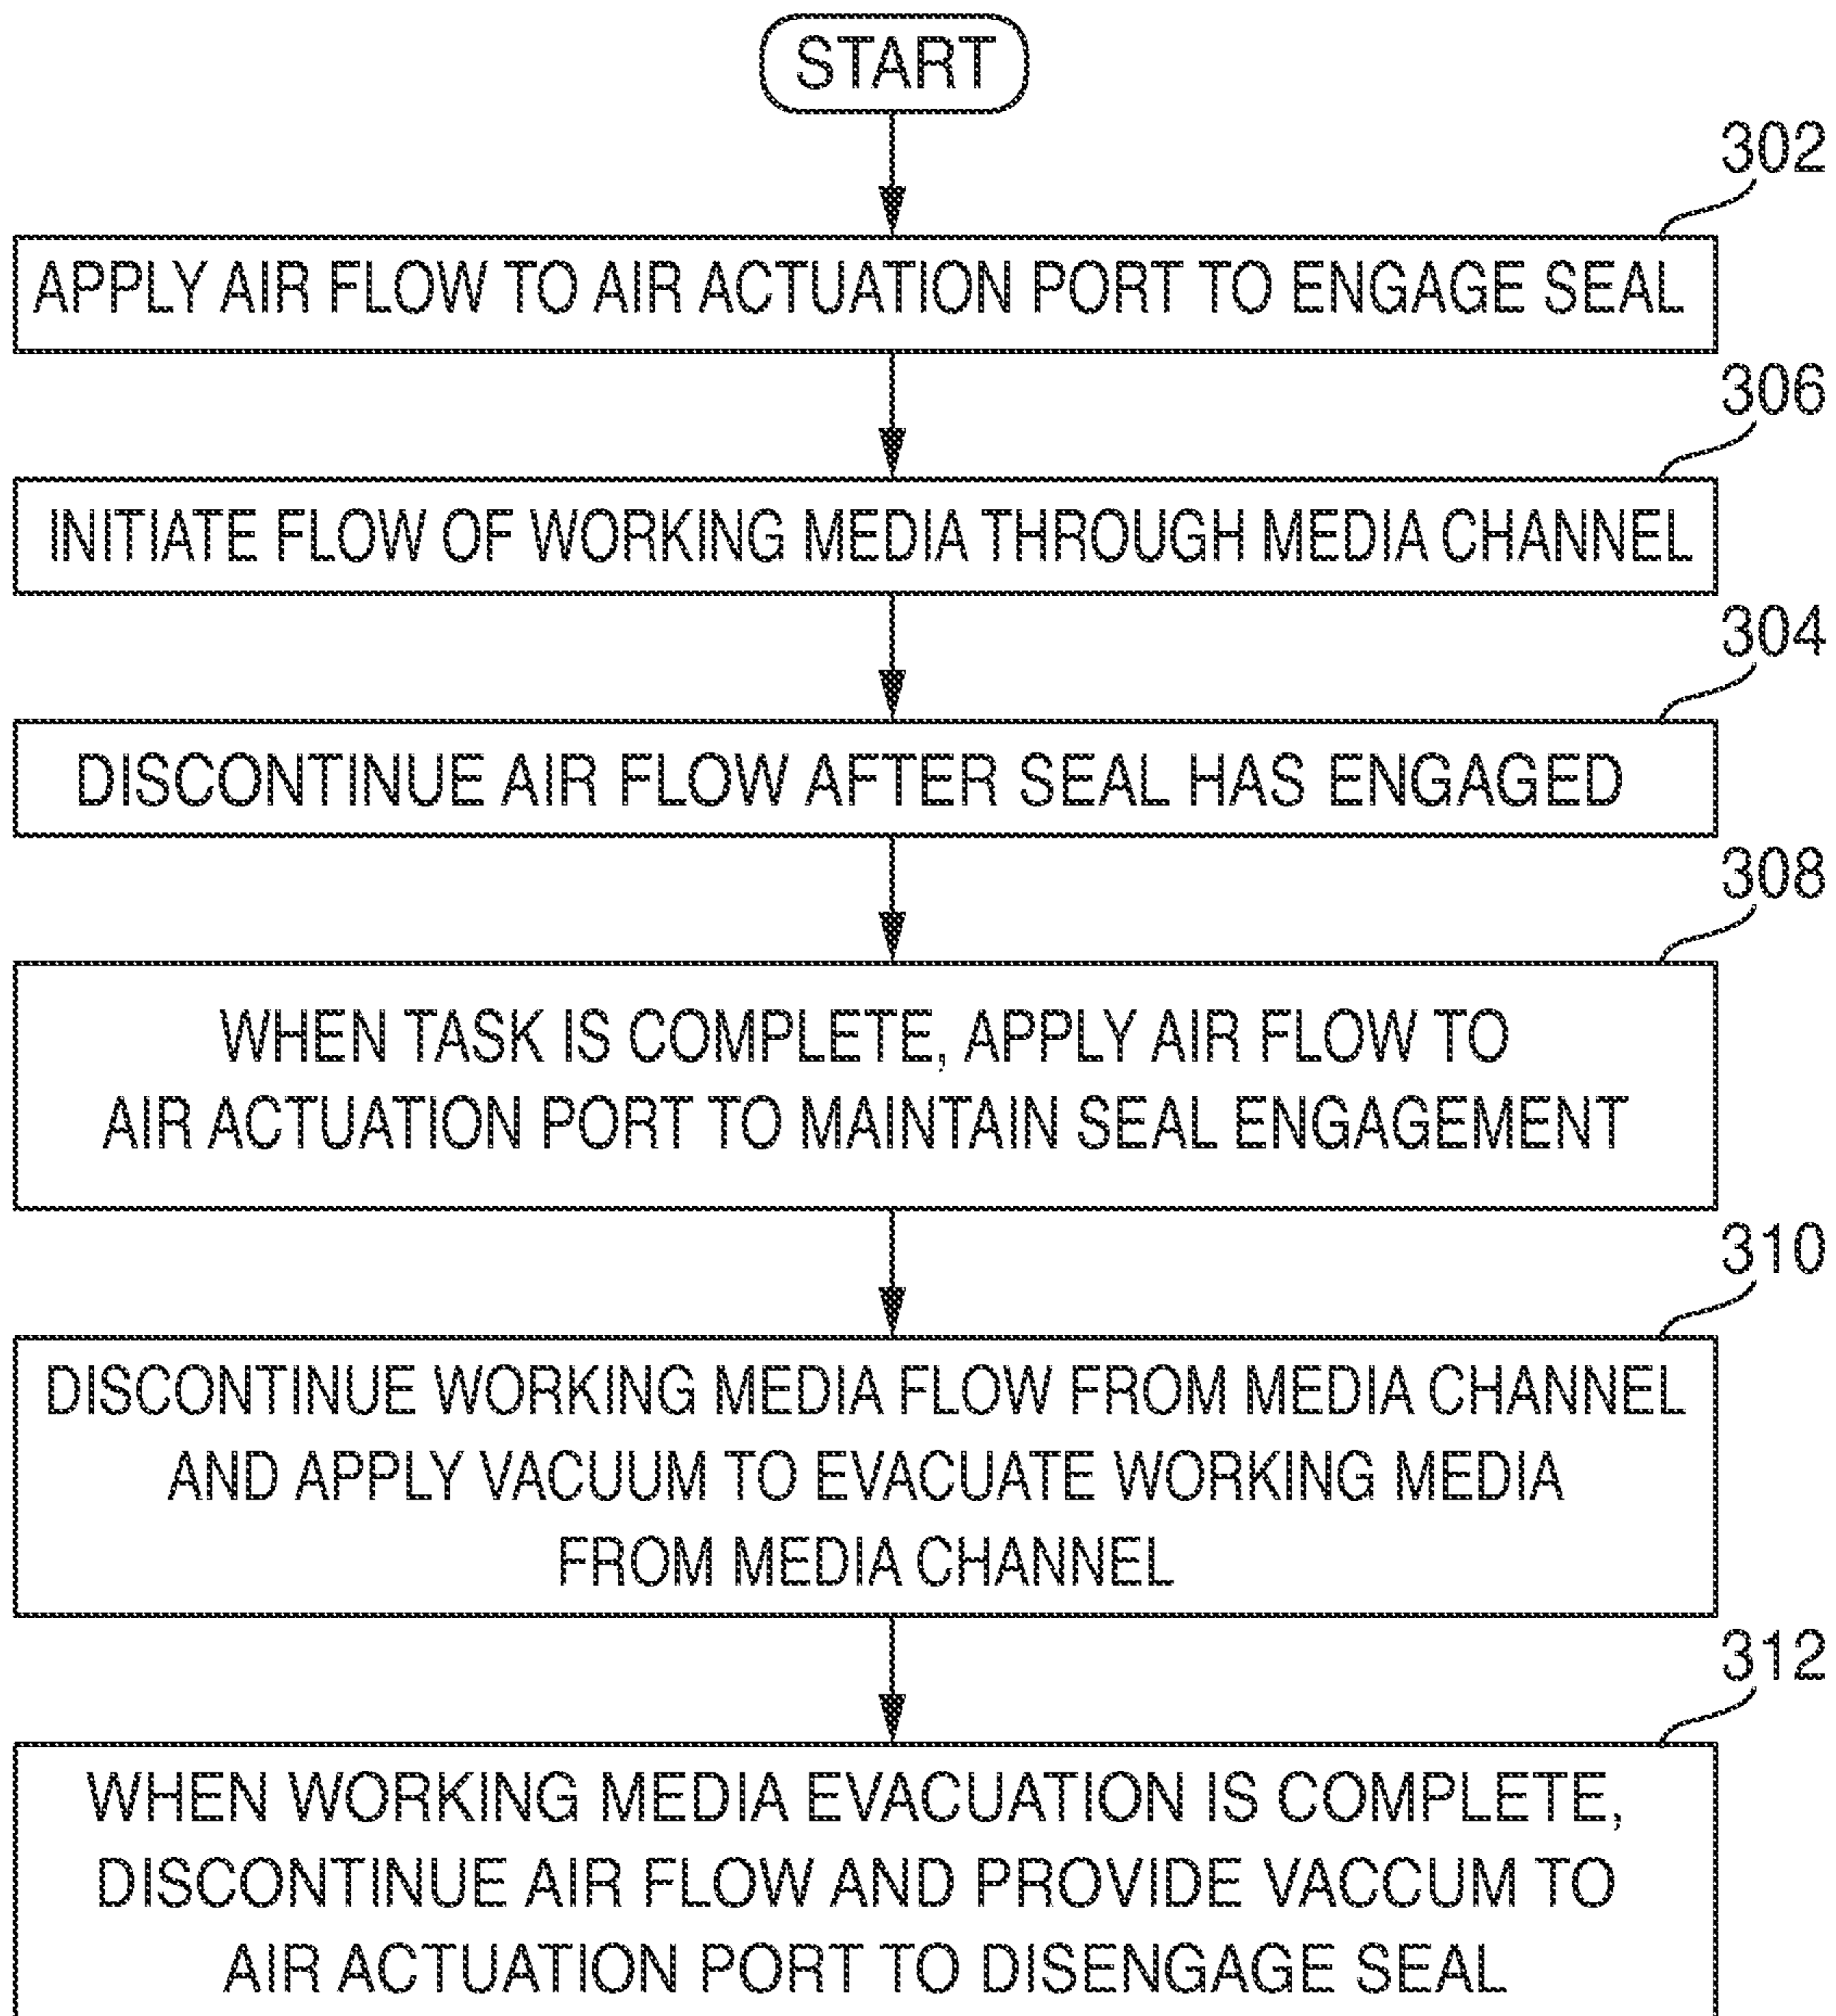 START
302
APPLY AIR FLOW TO AIR ACTUATION PORT TO ENGAGE SEAL
306
INITIATE FLOW OF WORKING MEDIA THROUGH MEDIA CHANNEL
304
DISCONTINUE AIR FLOW AFTER SEAL HAS ENGAGED
308
WHEN TASK IS COMPLETE, APPLY AIR FLOW TO
AIR ACTUATION PORT TO MAINTAIN SEAL ENGAGEMENT
310
DISCONTINUE WORKING MEDIA FLOW FROM MEDIA CHANNEL
AND APPLY VACUUM TO EVACUATE WORKING MEDIA
FROM MEDIA CHANNEL
312
WHEN WORKING MEDIA EVACUATION IS COMPLETE,
DISCONTINUE AIR FLOW AND PROVIDE VACCUM TO
AIR ACTUATION PORT TO DISENGAGE SEAL